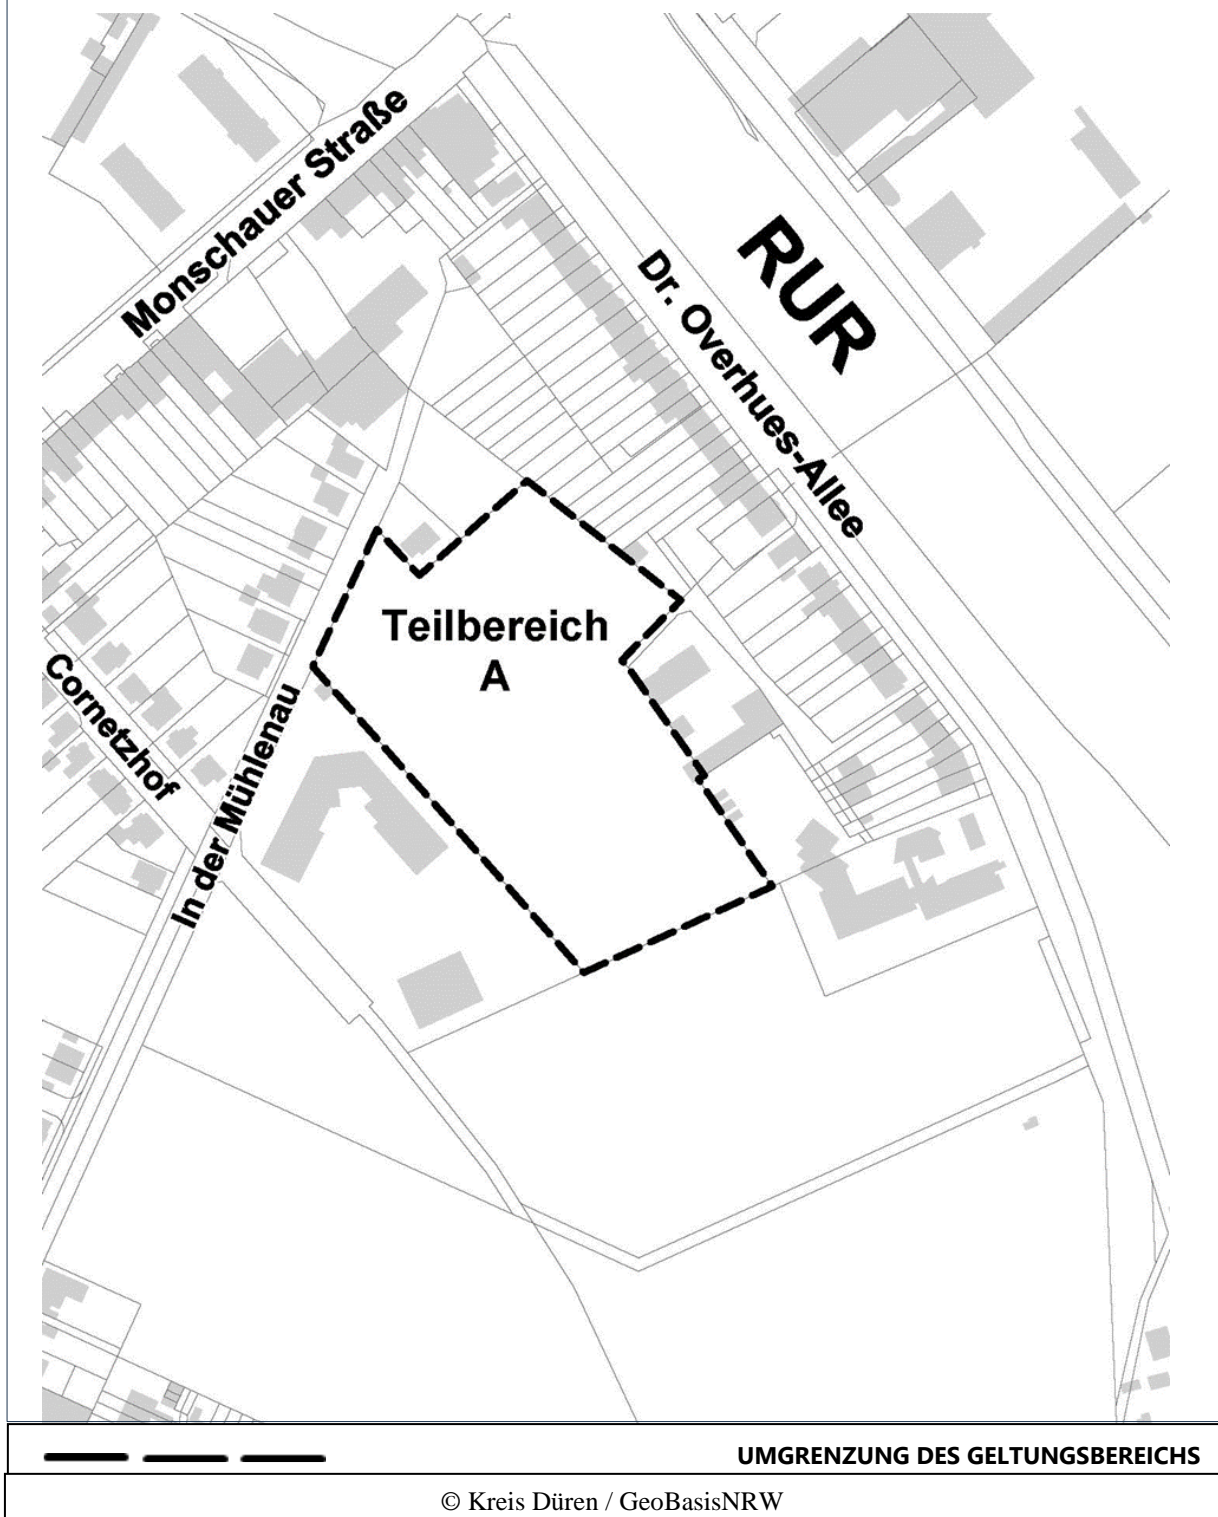 Monschauer Straße
RUR
Dr. Overhues-Allee
Teilbereich
A
Cornetzhof
In der Mühlenau
UMGRENZUNG DES GELTUNGSBEREICHS
© Kreis Düren / GeoBasisNRW